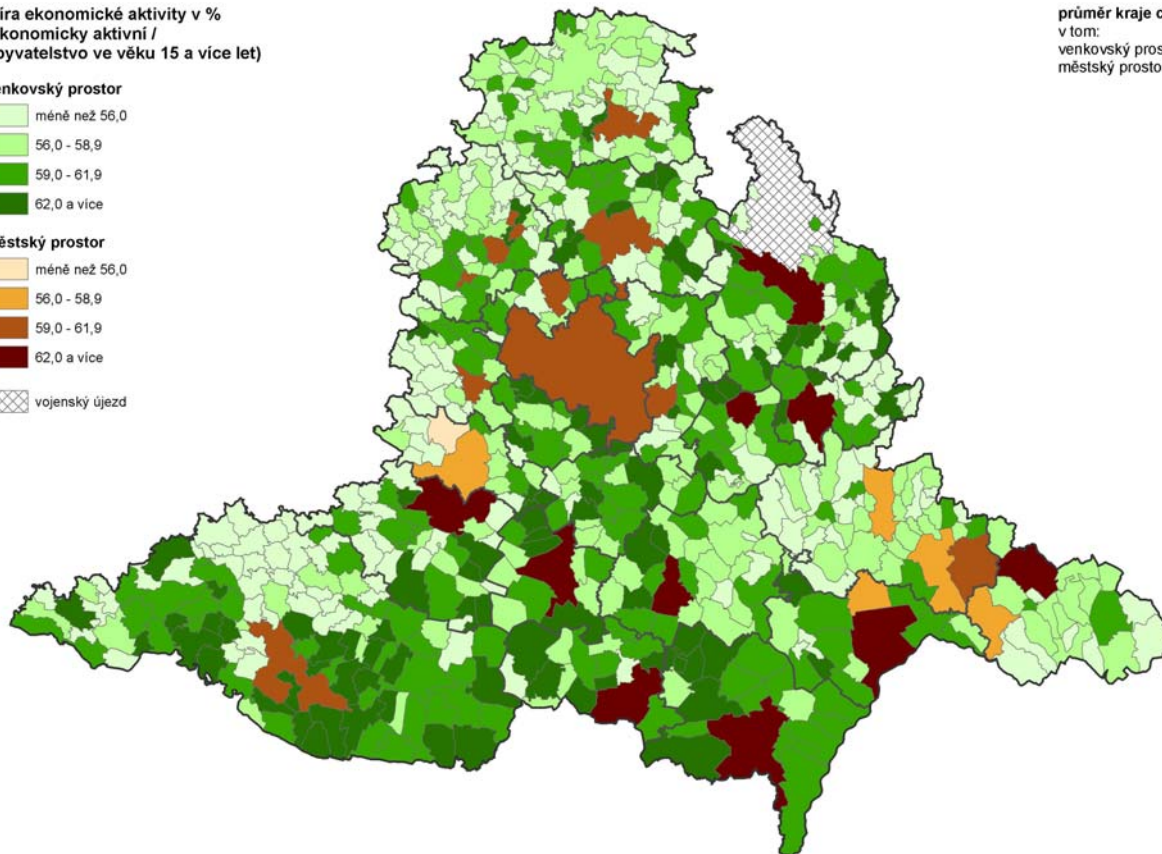 íra ekonomické aktivity v %
konomicky aktivní /
byvatelstvo ve věku 15 a více let)
enkovský prostor
méně než 56,0
56,0 - 58,9
59,0 - 61,9
62,0 a více
ěstský prostor
méně než 56,0
56,0 - 58,9
59,0 - 61,9
62,0 a více
vojenský újezd
průměr kraje c
v tom:
venkovský pros
městský prosto